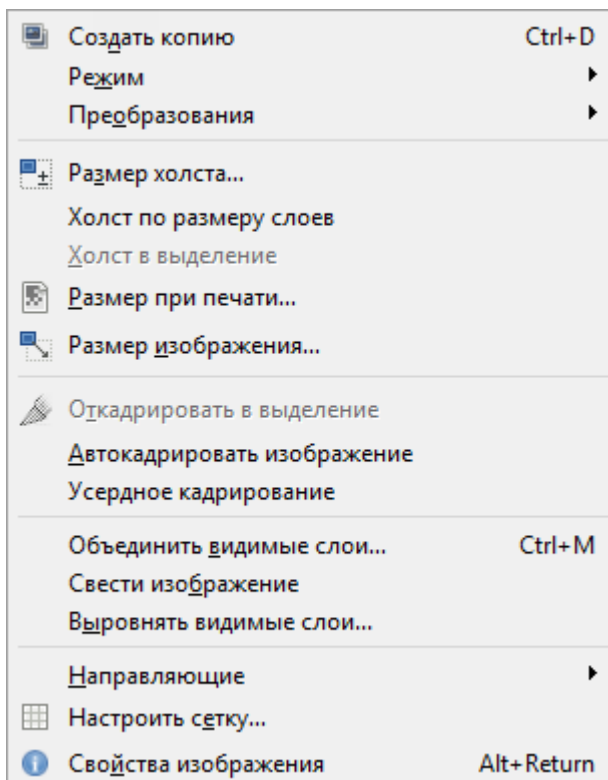 Создать копию Ctrl+D
Режим
Преобразования
Размер холста...
Холст по размеру слоев
Холст в выделение
Размер при печати...
Размер изображения...
Откадрировать в выделение
Автокадрировать изображение
Усердное кадрирование
Объединить видимые слои... Ctrl+M
Свести изображение
Выровнять видимые слои...
Направляющие
Настроить сетку...
Свойства изображения Alt+Return